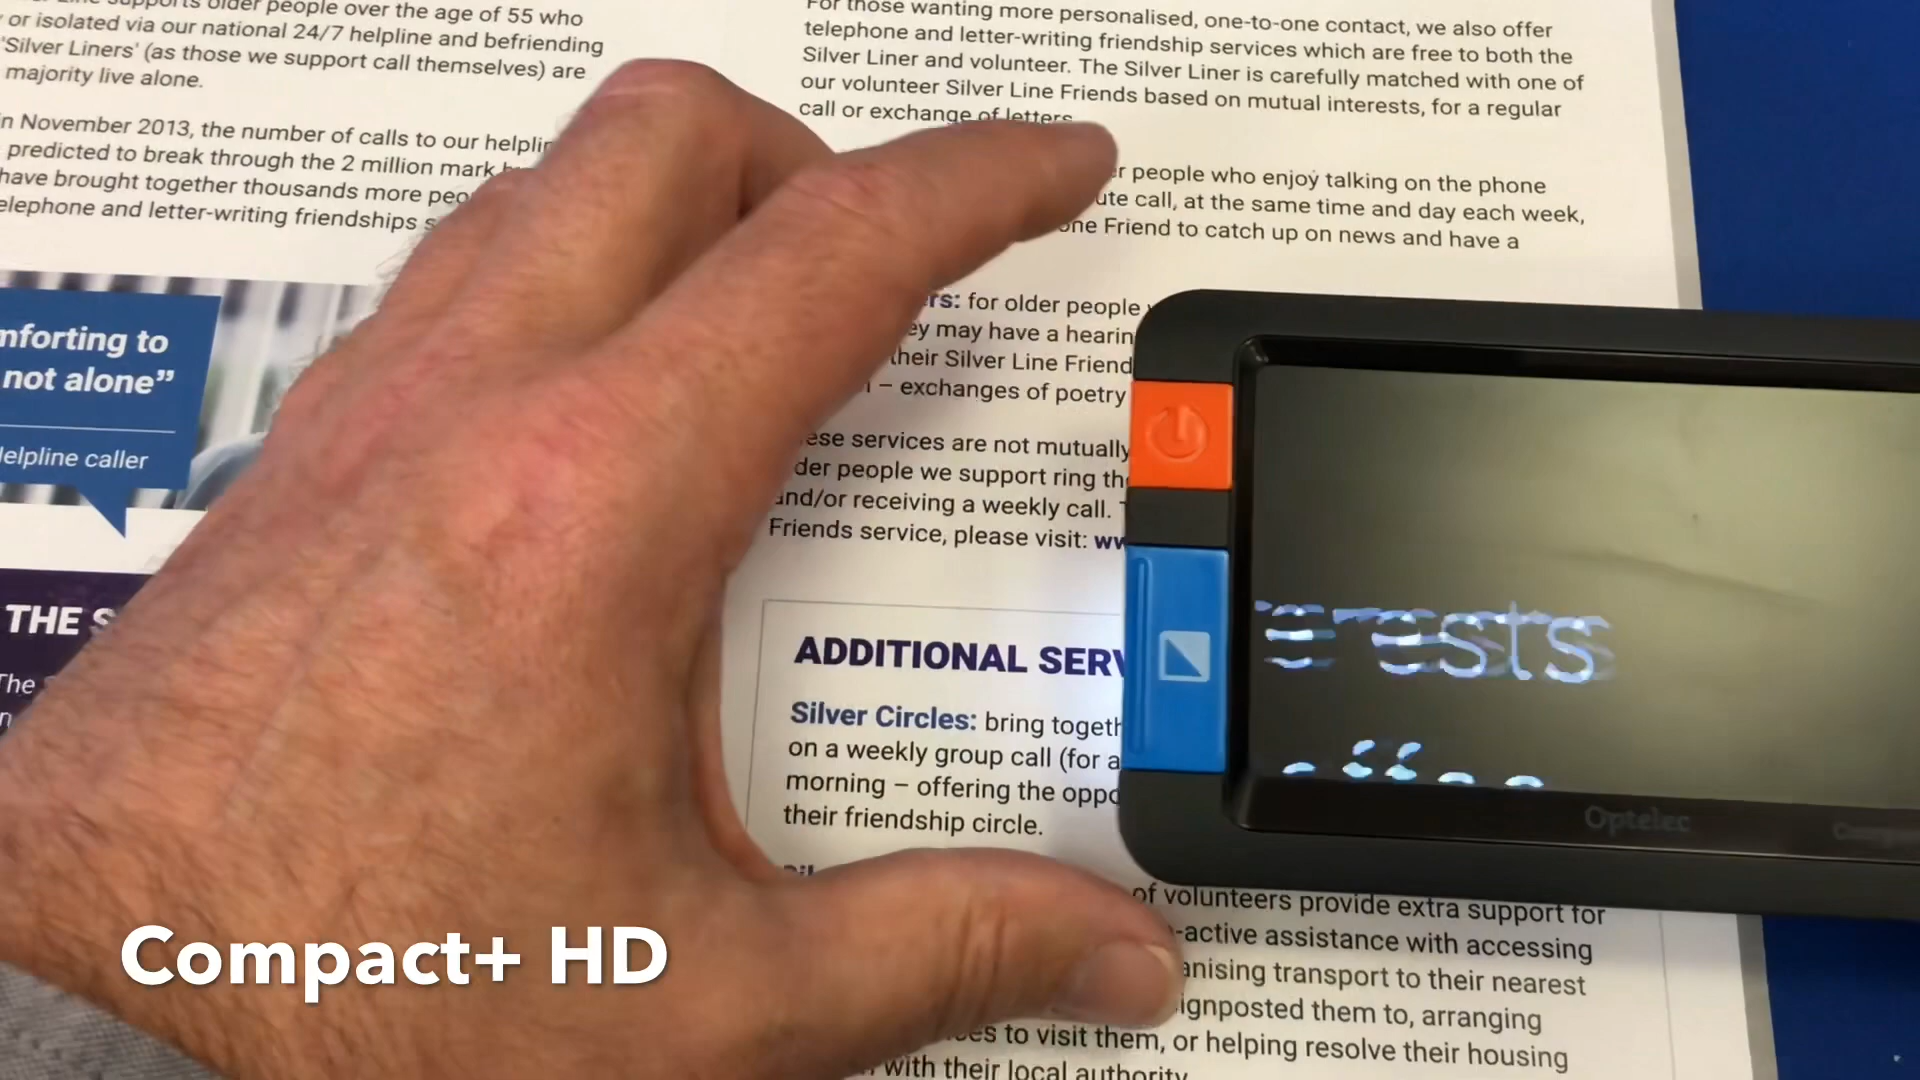 older people over the age of 55 who
or isolated via our national 24/7 helpline and befriending
'Silver Liners' (as those we support call themselves) are
majority live alone.
in November 2013, the number of calls to our
predicted to break through the 2 million mark
have brought together thousands more
telephone and letter-writing friendships
mforting to
not alone”
Helpline caller
THE
The
For those wanting more personalised, one-to-one contact, we also offer
telephone and letter-writing friendship services which are free to both the
Silver Liner and volunteer. The Silver Liner is carefully matched with one of
our volunteer Silver Line Friends based on mutual interests, for a regular
call or exchange of letters
people who enjoy talking on the phone
ute call, at the same time and day each week,
one Friend to catch up on news and have a
rs: for older people
ey may have a hearin
their Silver Line Friend
– exchanges of poetry
ese services are not mutually
der people we support ring the
and/or receiving a weekly call.
Friends service, please visit: ww
ADDITIONAL SERV
Silver Circles: bring togeth
on a weekly group call (for a
morning – offering the oppo
their friendship circle.
of volunteers provide extra support for
-active assistance with accessing
anising transport to their nearest
ignposted them to, arranging
ces to visit them, or helping resolve their housing
with their local authority
erests
Optelec
Compact+ HD